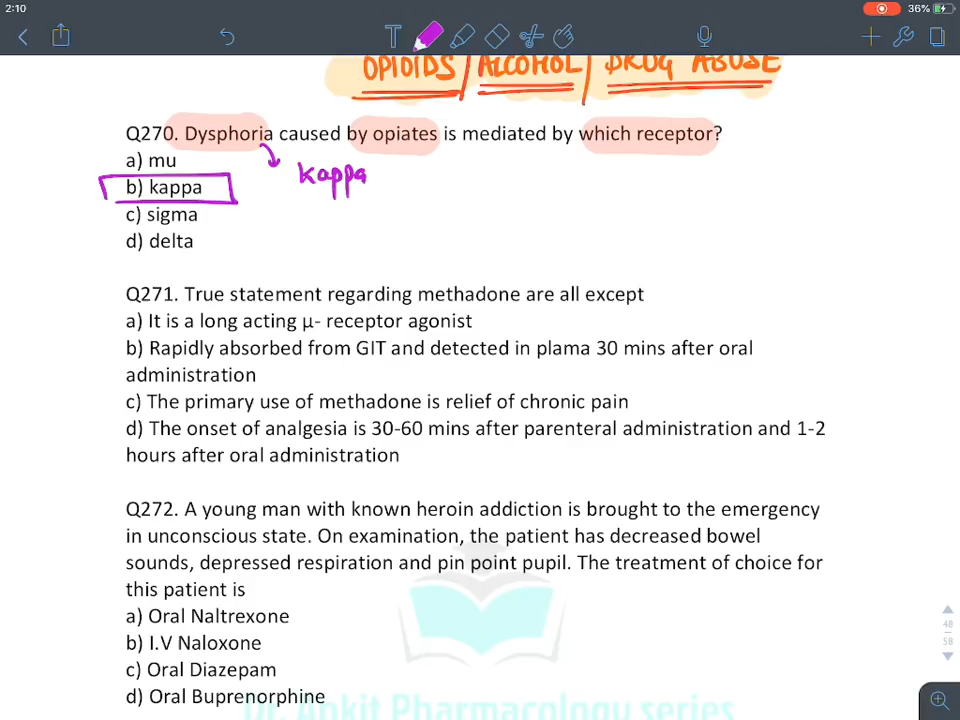 2:10
36%
T
OPIOIDS / ALCOHOL / DRUG ABUSE
Q270. Dysphoria caused by opiates is mediated by which receptor?
a) mu
kappa
b) kappa
c) sigma
d) delta
Q271. True statement regarding methadone are all except
a) It is a long acting μ- receptor agonist
b) Rapidly absorbed from GIT and detected in plama 30 mins after oral
administration
c) The primary use of methadone is relief of chronic pain
d) The onset of analgesia is 30-60 mins after parenteral administration and 1-2
hours after oral administration
Q272. A young man with known heroin addiction is brought to the emergency
in unconscious state. On examination, the patient has decreased bowel
sounds, depressed respiration and pin point pupil. The treatment of choice for
this patient is
a) Oral Naltrexone
b) I.V Naloxone
c) Oral Diazepam
d) Oral Buprenorphine
48
58
Dr. Ankit Pharmacology series